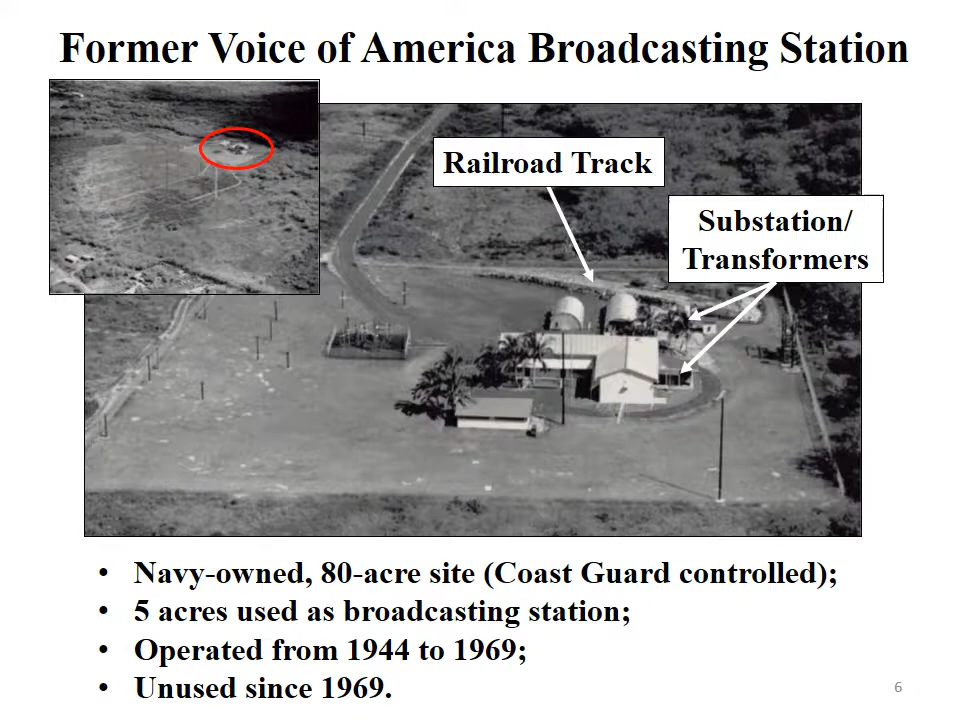 Former Voice of America Broadcasting Station
Railroad Track
Substation/
Transformers
• Navy-owned, 80-acre site (Coast Guard controlled);
• 5 acres used as broadcasting station;
• Operated from 1944 to 1969;
• Unused since 1969.
6